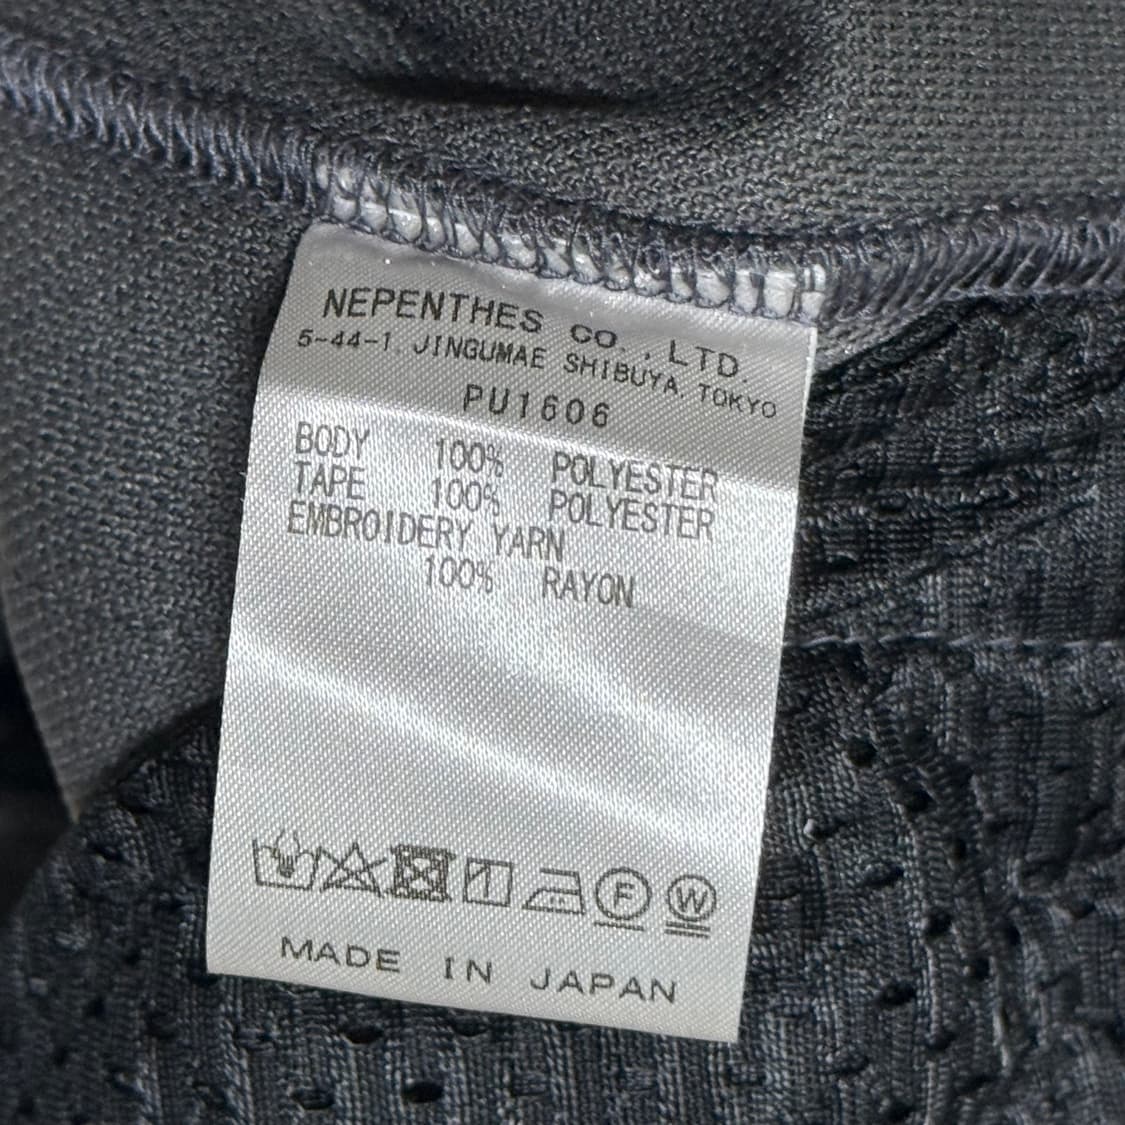 NEPENTHES CO.,LTD.
5-44-1, JINGUMAE SHIBUYA, TOKYO
PU1606
BODY 100% POLYESTER
TAPE 100% POLYESTER
EMBROIDERY YARN
100% RAYON
F W
MADE IN JAPAN